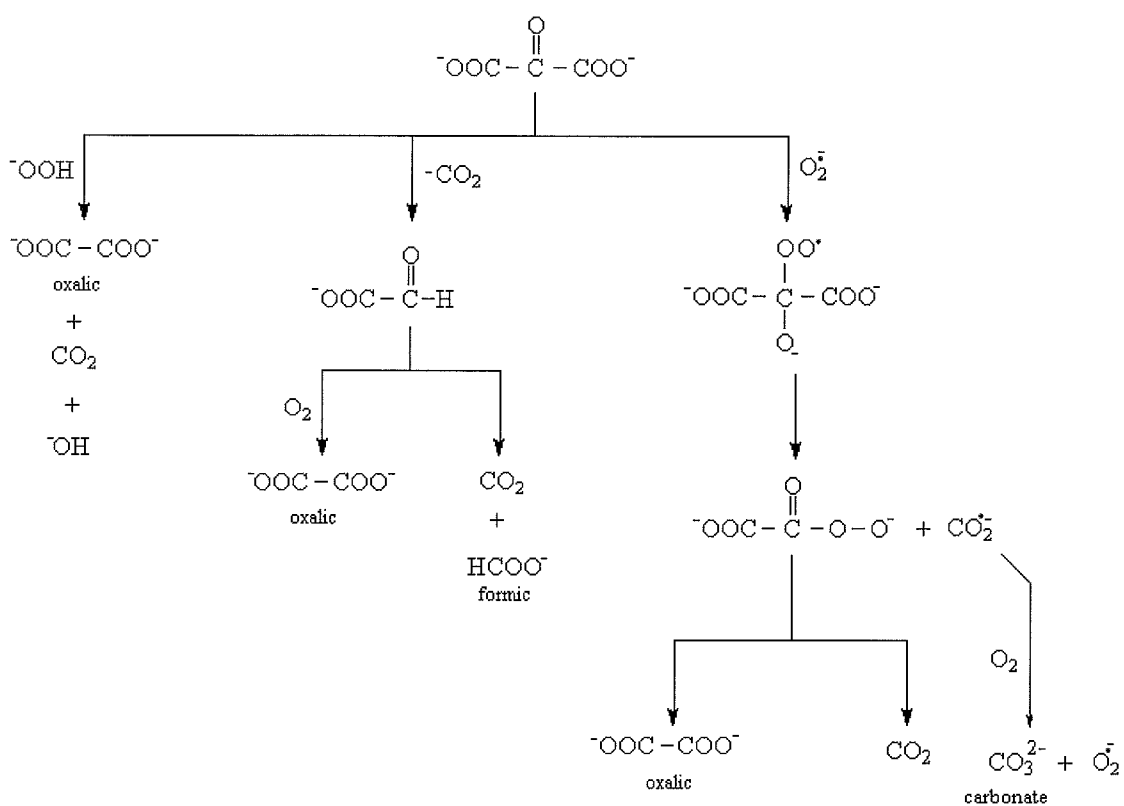 O
⁻OOC – C – COO⁻
⁻OOH
-CO₂
O₂•⁻
⁻OOC – COO⁻
oxalic
+
CO₂
+
⁻OH
O
⁻OOC – C – H
OO•
⁻OOC – C – COO⁻
O⁻
O₂
⁻OOC – COO⁻
oxalic
CO₂
+
HCOO⁻
formic
O
⁻OOC – C – O – O⁻ + CO₂•⁻
O₂
⁻OOC – COO⁻
oxalic
CO₂
CO₃²⁻ + O₂•⁻
carbonate